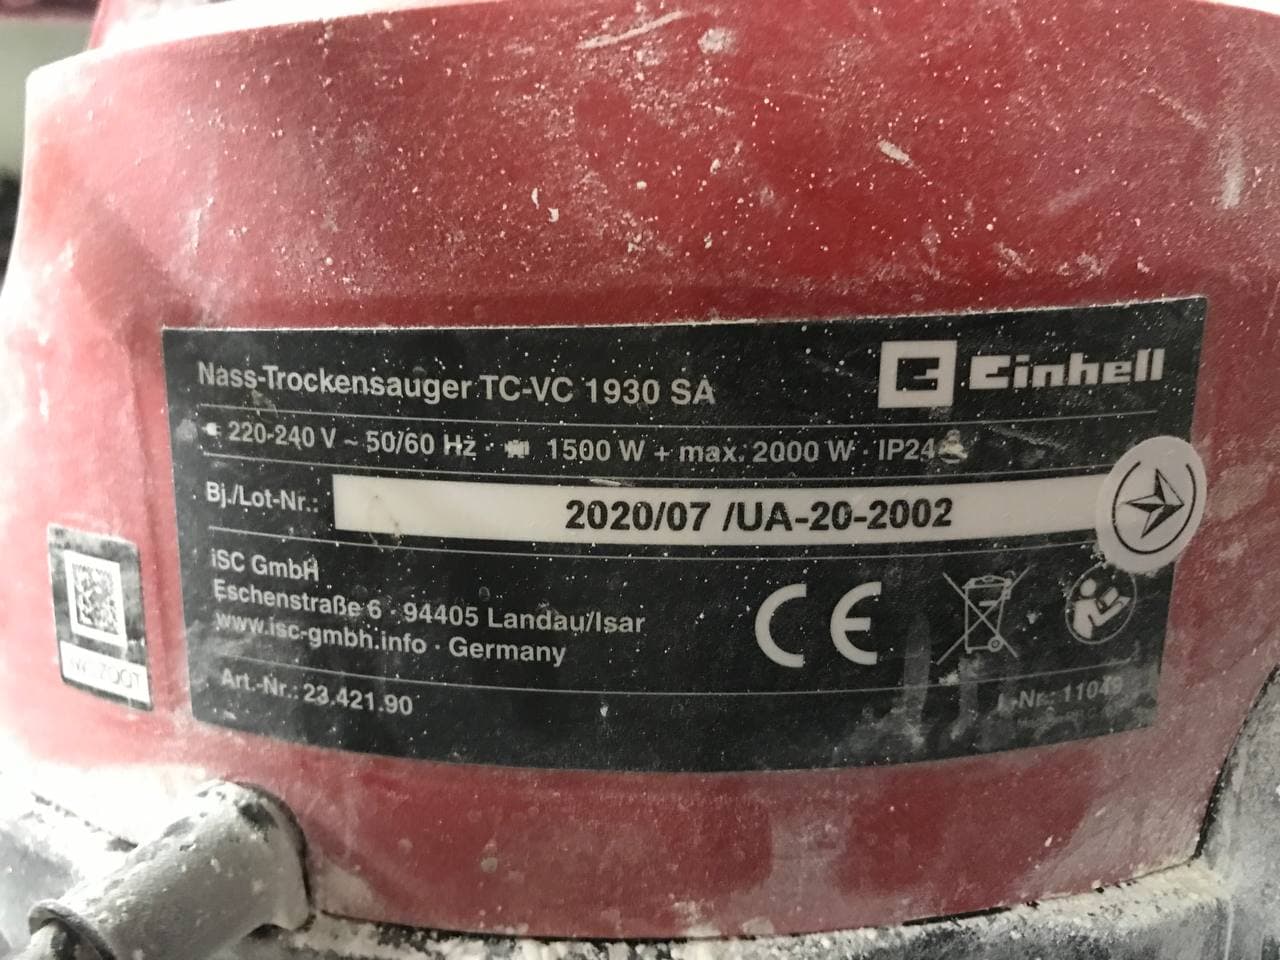 Nass-Trockensauger TC-VC 1930 SA
Einhell
220-240 V ~ 50/60 Hz · 1500 W + max. 2000 W · IP24
Bj./Lot-Nr.: 2020/07 /UA-20-2002
iSC GmbH
Eschenstraße 6 · 94405 Landau/Isar
www.isc-gmbh.info · Germany
CE
Art.-Nr.: 23.421.90